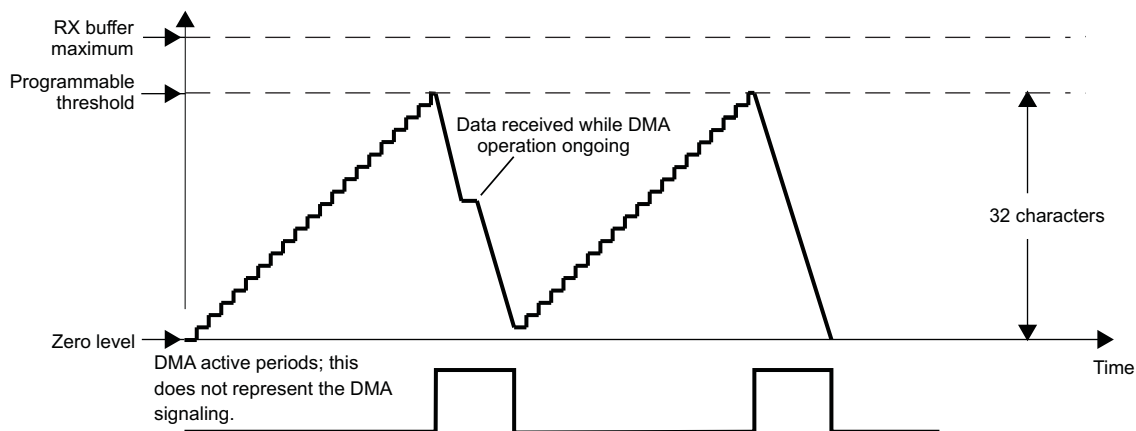 RX buffer
maximum
Programmable
threshold
Data received while DMA
operation ongoing
32 characters
Zero level
Time
DMA active periods; this
does not represent the DMA
signaling.